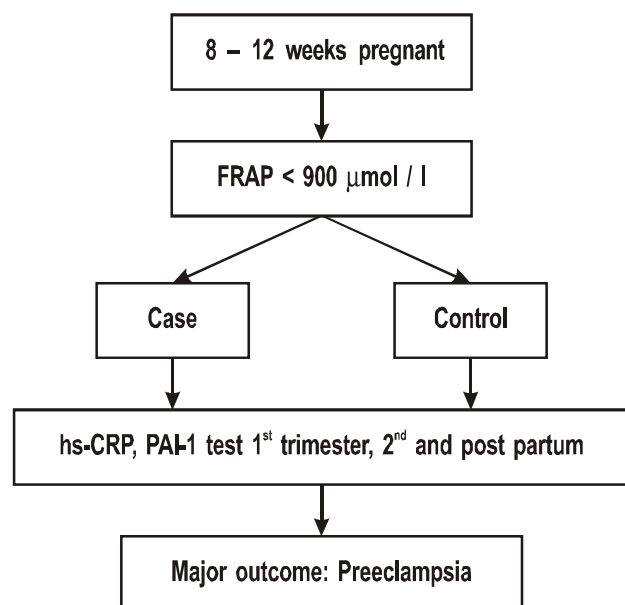 8 – 12 weeks pregnant
FRAP < 900 μmol / l
Case
Control
hs-CRP, PAI-1 test 1st trimester, 2nd and post partum
Major outcome: Preeclampsia